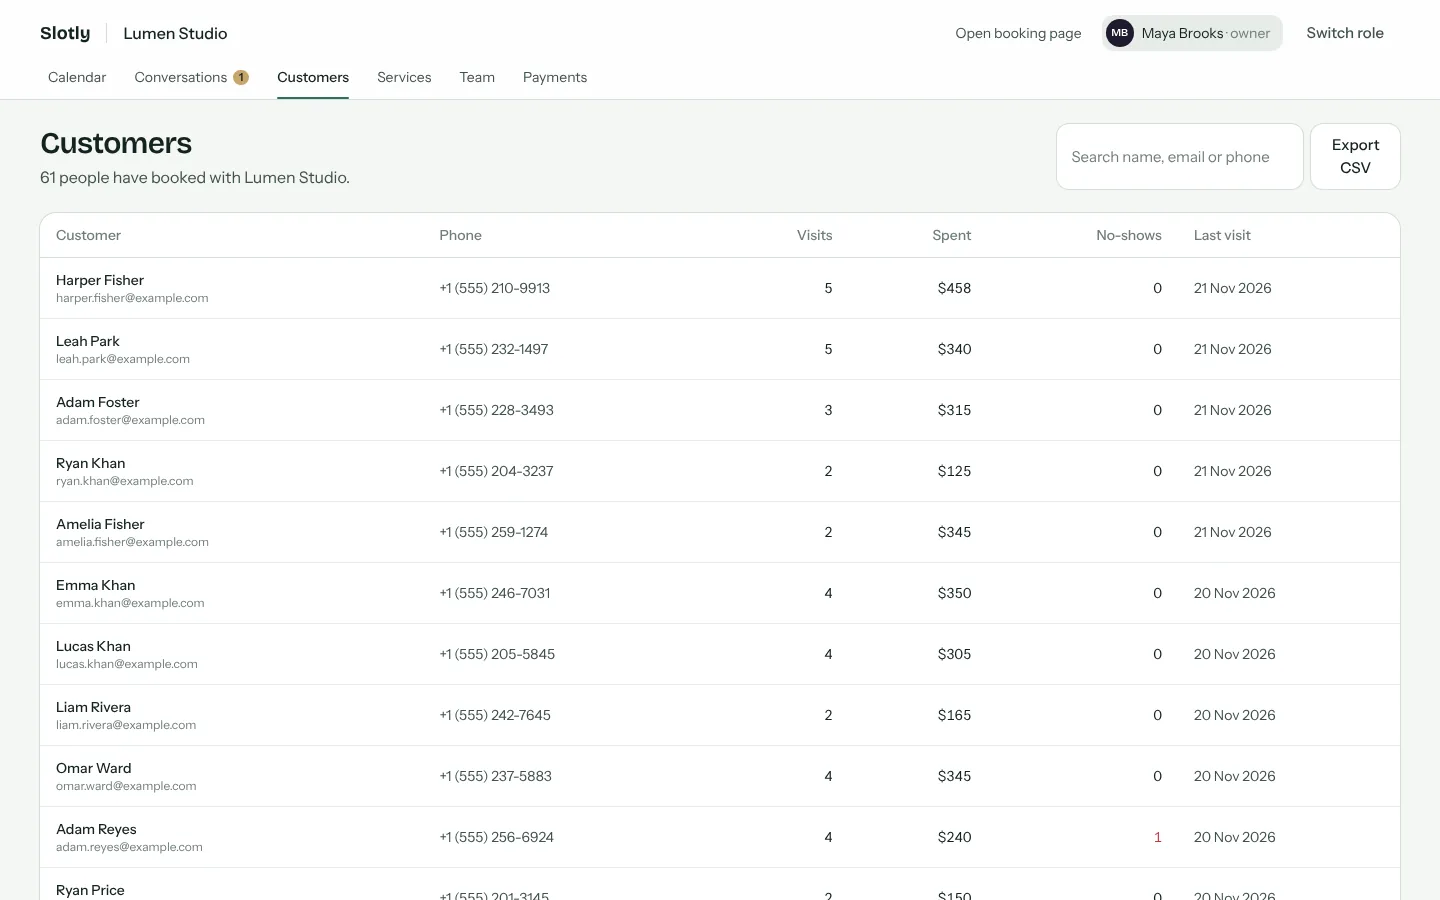 Slotly
Lumen Studio
Open booking page
MB
Maya Brooks · owner
Switch role
Calendar
Conversations 1
Customers
Services
Team
Payments
Customers
61 people have booked with Lumen Studio.
Search name, email or phone
Export
CSV
Customer Phone Visits Spent No-shows Last visit
Harper Fisher
harper.fisher@example.com
+1 (555) 210-9913 5 $458 0 21 Nov 2026
Leah Park
leah.park@example.com
+1 (555) 232-1497 5 $340 0 21 Nov 2026
Adam Foster
adam.foster@example.com
+1 (555) 228-3493 3 $315 0 21 Nov 2026
Ryan Khan
ryan.khan@example.com
+1 (555) 204-3237 2 $125 0 21 Nov 2026
Amelia Fisher
amelia.fisher@example.com
+1 (555) 259-1274 2 $345 0 21 Nov 2026
Emma Khan
emma.khan@example.com
+1 (555) 246-7031 4 $350 0 20 Nov 2026
Lucas Khan
lucas.khan@example.com
+1 (555) 205-5845 4 $305 0 20 Nov 2026
Liam Rivera
liam.rivera@example.com
+1 (555) 242-7645 2 $165 0 20 Nov 2026
Omar Ward
omar.ward@example.com
+1 (555) 237-5883 4 $345 0 20 Nov 2026
Adam Reyes
adam.reyes@example.com
+1 (555) 256-6924 4 $240 1 20 Nov 2026
Ryan Price
+1 (555) 201-3145 2 $150 0 20 Nov 2026